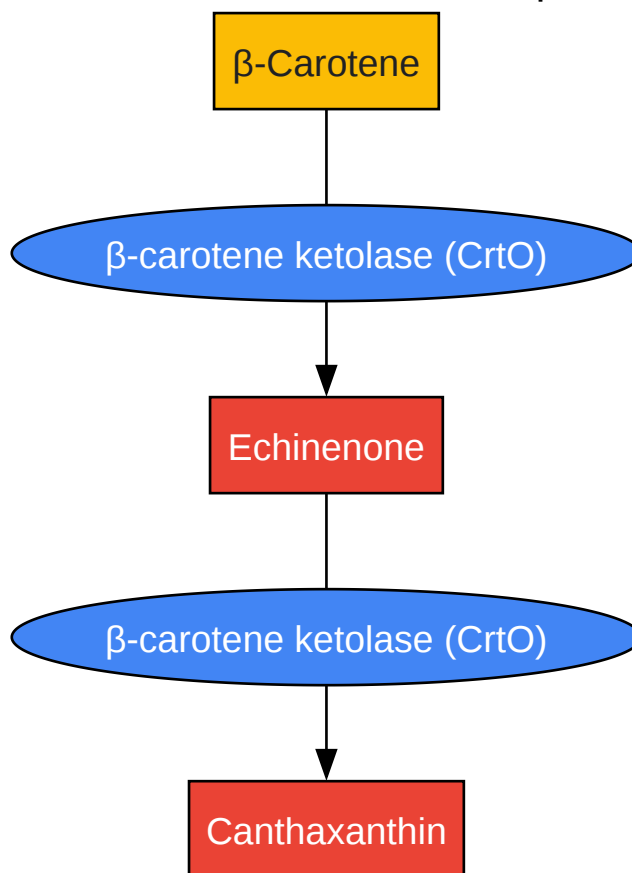 β-Carotene
β-carotene ketolase (CrtO)
Echinenone
β-carotene ketolase (CrtO)
Canthaxanthin